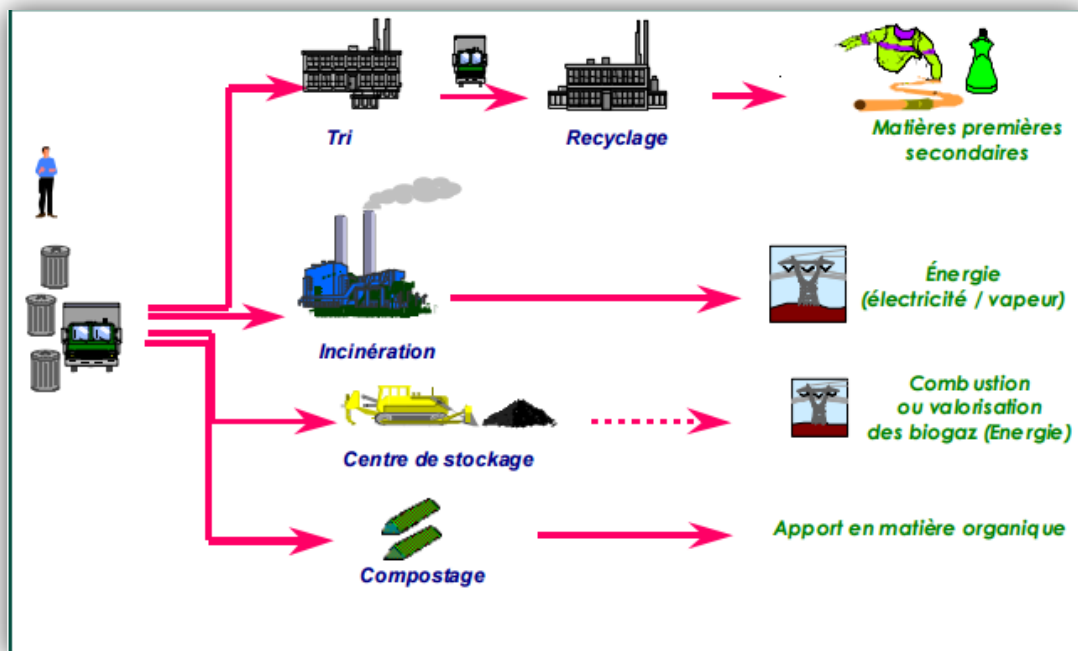 Tri
Recyclage
Matières premières
secondaires
Incinération
Énergie
(électricité / vapeur)
Centre de stockage
Combustion
ou valorisation
des biogaz (Energie)
Compostage
Apport en matière organique